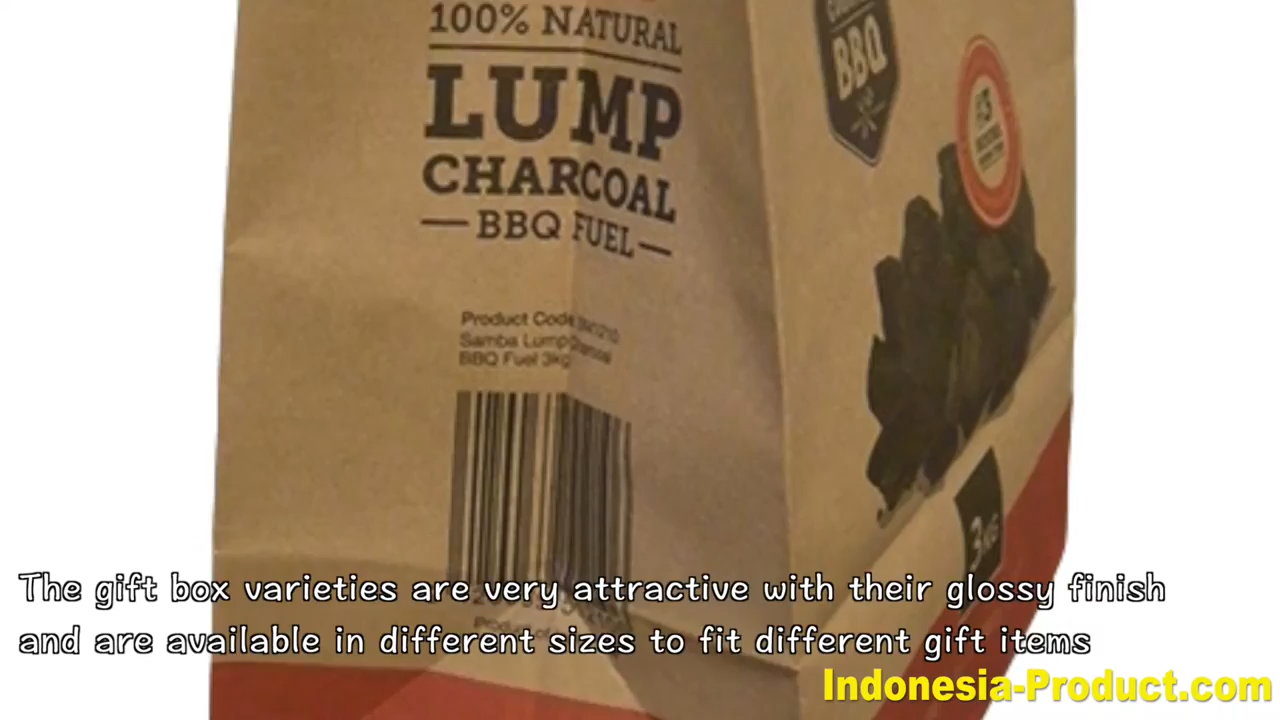 100% NATURAL
LUMP
CHARCOAL
— BBQ FUEL —
BBQ
Product Code
Samba Lump Charcoal
BBQ Fuel 3kg
3KG
The gift box varieties are very attractive with their glossy finish
and are available in different sizes to fit different gift items
Indonesia-Product.com